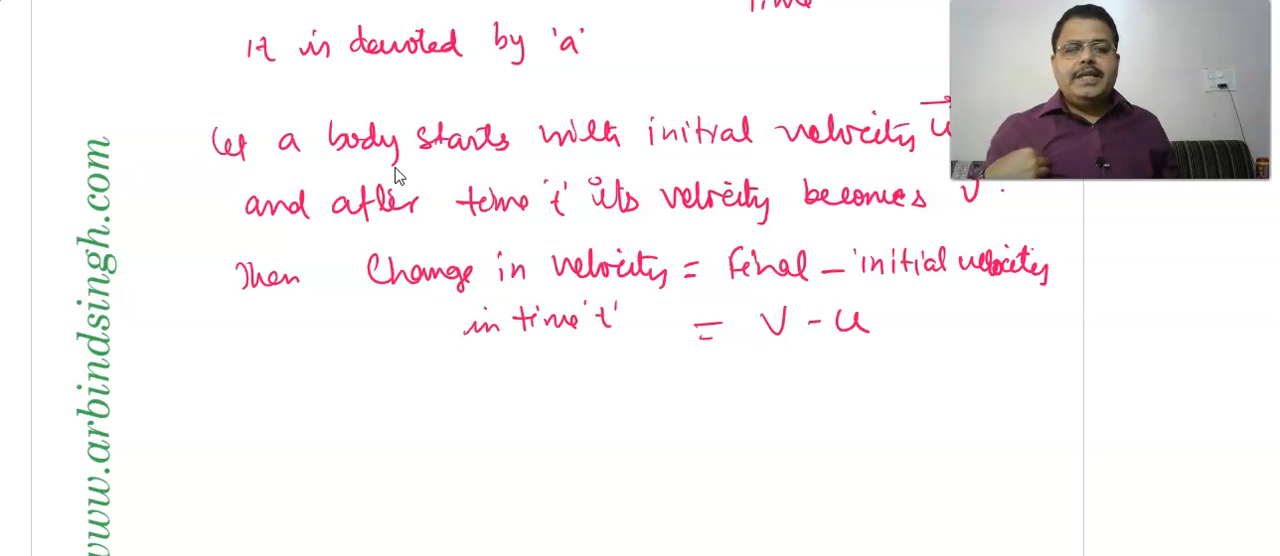 Time
It is denoted by 'a'
Let a body starts with initial velocity u
and after time 't' its velocity becomes v.
Then Change in velocity = Final - initial velocity
in time 't' = v - u
www.arbindsingh.com